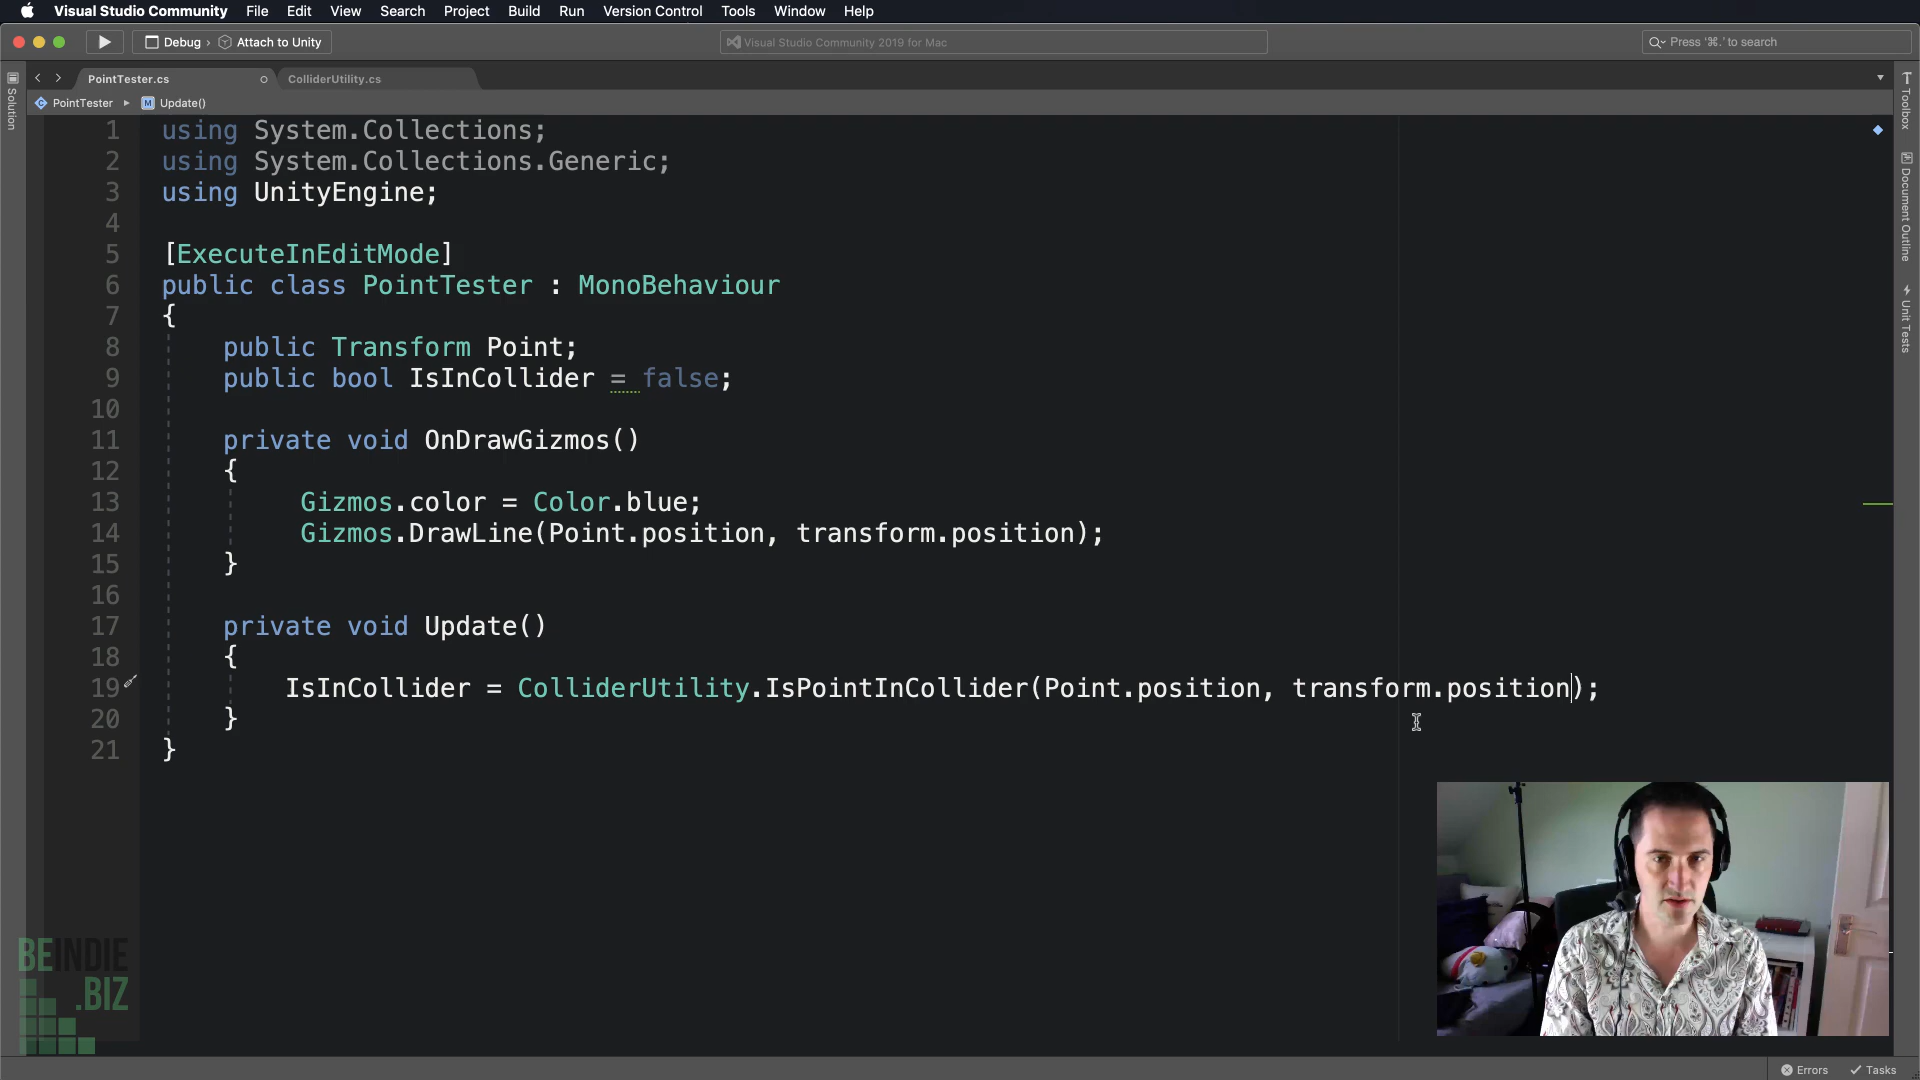 Visual Studio Community File Edit View Search Project Build Run Version Control Tools Window Help
Debug › Attach to Unity
Visual Studio Community 2019 for Mac
Press '⌘.' to search
PointTester.cs
ColliderUtility.cs
PointTester
Update()
Solution
Toolbox
Document Outline
Unit Tests
1 using System.Collections;
2 using System.Collections.Generic;
3 using UnityEngine;
4
5 [ExecuteInEditMode]
6 public class PointTester : MonoBehaviour
7 {
8 public Transform Point;
9 public bool IsInCollider = false;
10
11 private void OnDrawGizmos()
12 {
13 Gizmos.color = Color.blue;
14 Gizmos.DrawLine(Point.position, transform.position);
15 }
16
17 private void Update()
18 {
19 IsInCollider = ColliderUtility.IsPointInCollider(Point.position, transform.position);
20 }
21 }
BEINDIE
.BIZ
Errors
Tasks